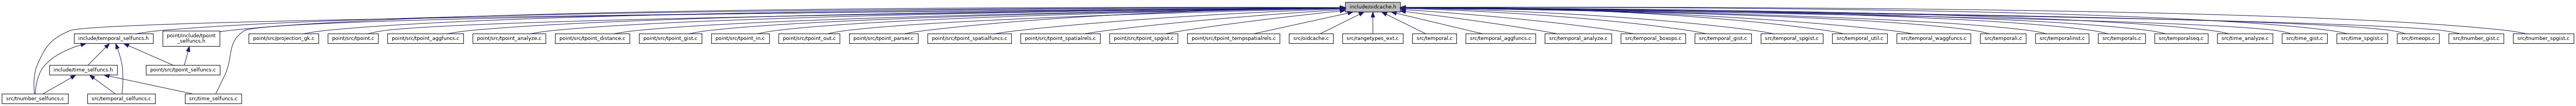 include/oidcache.h
include/temporal_selfuncs.h
point/include/tpoint
_selfuncs.h
point/src/projection_gk.c
point/src/tpoint.c
point/src/tpoint_aggfuncs.c
point/src/tpoint_analyze.c
point/src/tpoint_distance.c
point/src/tpoint_gist.c
point/src/tpoint_in.c
point/src/tpoint_out.c
point/src/tpoint_parser.c
point/src/tpoint_spatialfuncs.c
point/src/tpoint_spatialrels.c
point/src/tpoint_spgist.c
point/src/tpoint_tempspatialrels.c
src/oidcache.c
src/rangetypes_ext.c
src/temporal.c
src/temporal_aggfuncs.c
src/temporal_analyze.c
src/temporal_boxops.c
src/temporal_gist.c
src/temporal_spgist.c
src/temporal_util.c
src/temporal_waggfuncs.c
src/temporali.c
src/temporalinst.c
src/temporals.c
src/temporalseq.c
src/time_analyze.c
src/time_gist.c
src/time_spgist.c
src/timeops.c
src/tnumber_gist.c
src/tnumber_spgist.c
include/time_selfuncs.h
point/src/tpoint_selfuncs.c
src/tnumber_selfuncs.c
src/temporal_selfuncs.c
src/time_selfuncs.c